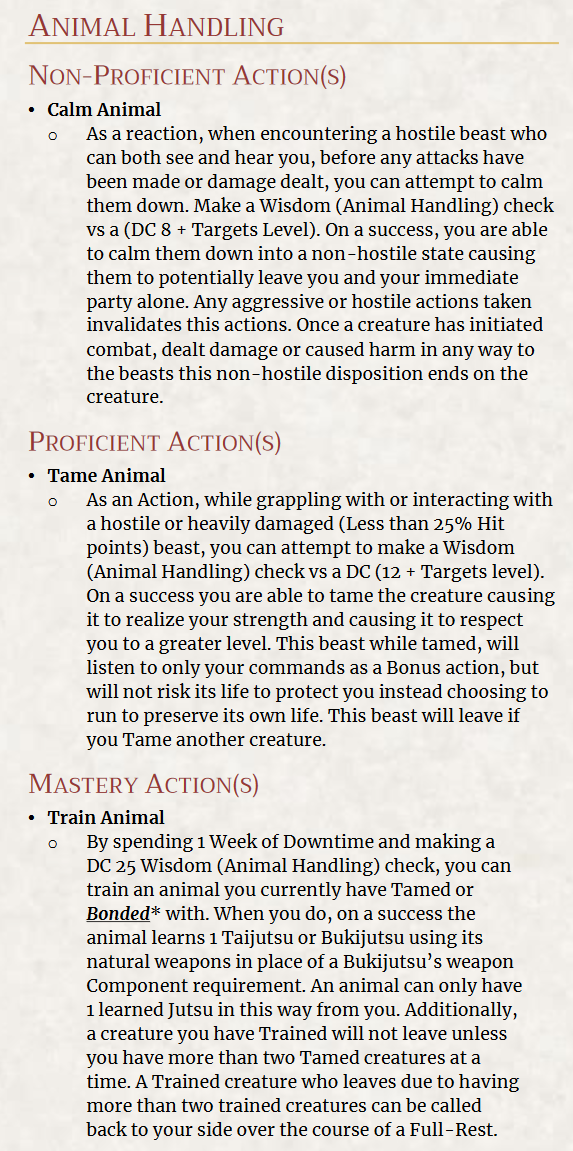 ANIMAL HANDLING
NON-PROFICIENT ACTION(S)
• Calm Animal
o As a reaction, when encountering a hostile beast who
can both see and hear you, before any attacks have
been made or damage dealt, you can attempt to calm
them down. Make a Wisdom (Animal Handling) check
vs a (DC 8 + Targets Level). On a success, you are able
to calm them down into a non-hostile state causing
them to potentially leave you and your immediate
party alone. Any aggressive or hostile actions taken
invalidates this actions. Once a creature has initiated
combat, dealt damage or caused harm in any way to
the beasts this non-hostile disposition ends on the
creature.
PROFICIENT ACTION(S)
• Tame Animal
o As an Action, while grappling with or interacting with
a hostile or heavily damaged (Less than 25% Hit
points) beast, you can attempt to make a Wisdom
(Animal Handling) check vs a DC (12 + Targets level).
On a success you are able to tame the creature causing
it to realize your strength and causing it to respect
you to a greater level. This beast while tamed, will
listen to only your commands as a Bonus action, but
will not risk its life to protect you instead choosing to
run to preserve its own life. This beast will leave if
you Tame another creature.
MASTERY ACTION(S)
• Train Animal
o By spending 1 Week of Downtime and making a
DC 25 Wisdom (Animal Handling) check, you can
train an animal you currently have Tamed or
Bonded* with. When you do, on a success the
animal learns 1 Taijutsu or Bukijutsu using its
natural weapons in place of a Bukijutsu's weapon
Component requirement. An animal can only have
1 learned Jutsu in this way from you. Additionally,
a creature you have Trained will not leave unless
you have more than two Tamed creatures at a
time. A Trained creature who leaves due to having
more than two trained creatures can be called
back to your side over the course of a Full-Rest.